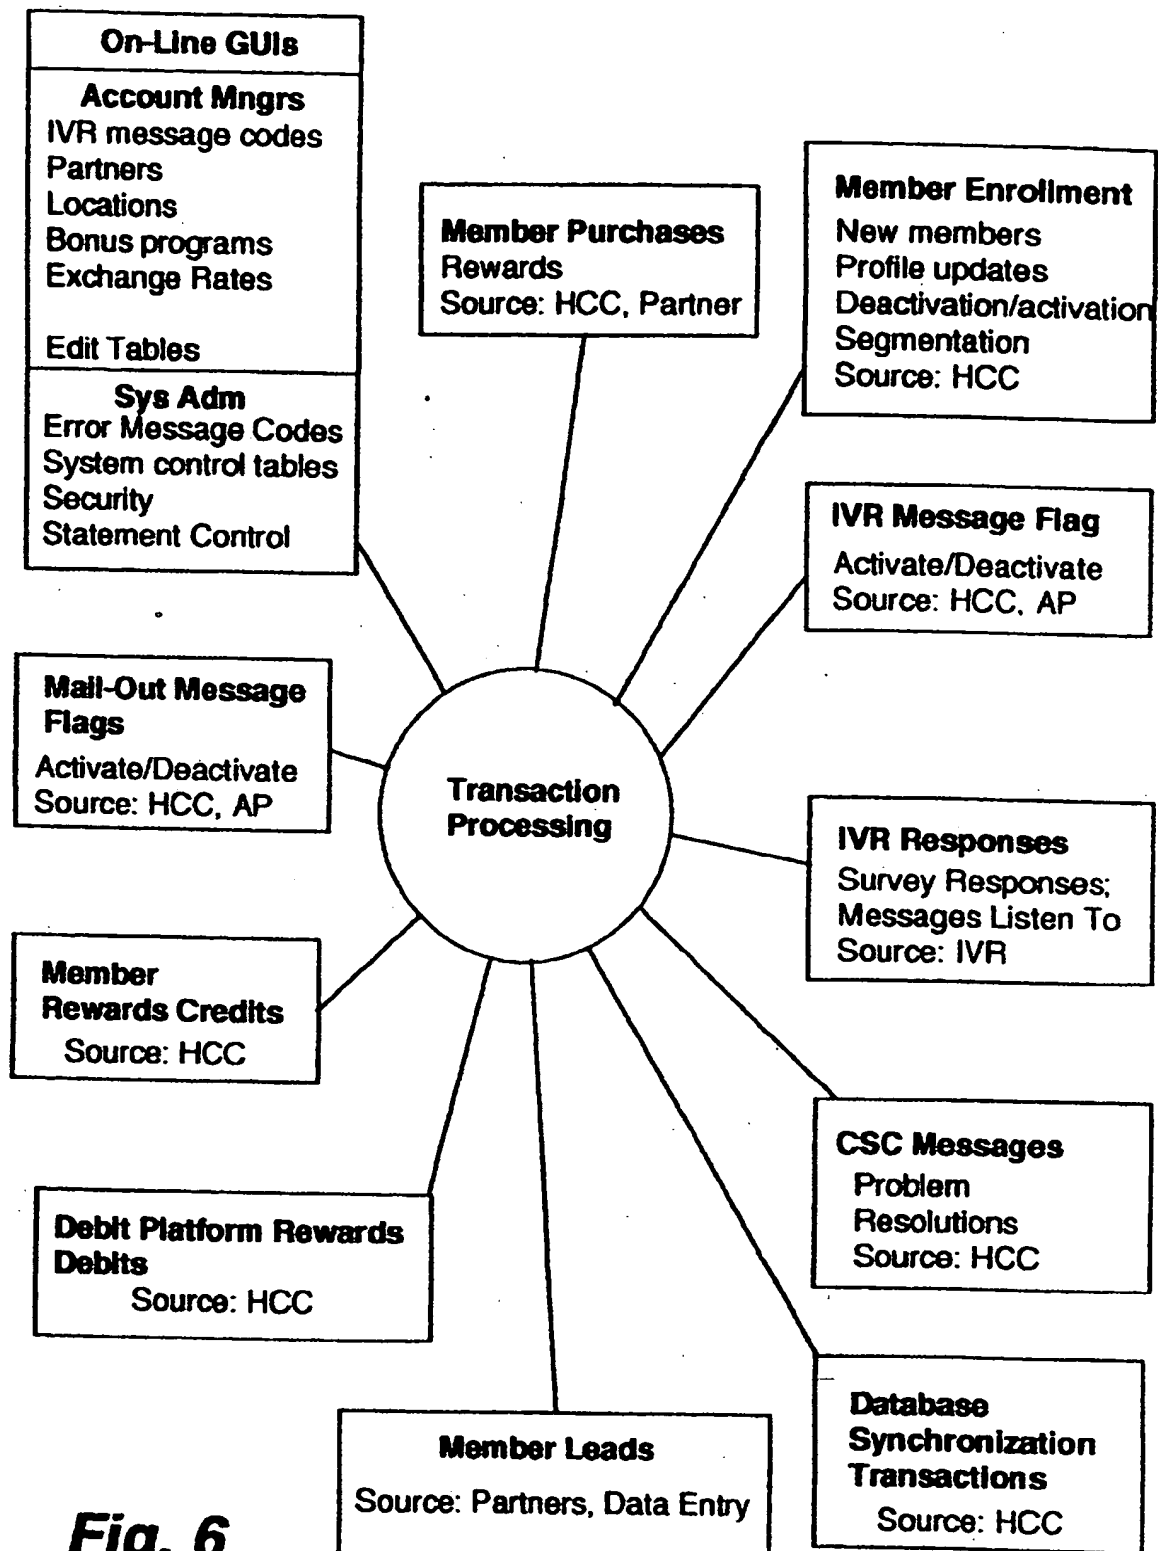 On-Line GUIs
Account Mngrs
IVR message codes
Partners
Locations
Bonus programs
Exchange Rates
Edit Tables
Sys Adm
Error Message Codes
System control tables
Security
Statement Control
Member Purchases
Rewards
Source: HCC, Partner
Member Enrollment
New members
Profile updates
Deactivation/activation
Segmentation
Source: HCC
IVR Message Flag
Activate/Deactivate
Source: HCC, AP
Mail-Out Message
Flags
Activate/Deactivate
Source: HCC, AP
Transaction
Processing
IVR Responses
Survey Responses;
Messages Listen To
Source: IVR
Member
Rewards Credits
Source: HCC
CSC Messages
Problem
Resolutions
Source: HCC
Debit Platform Rewards
Debits
Source: HCC
Database
Synchronization
Transactions
Source: HCC
Member Leads
Source: Partners, Data Entry
Fig. 6